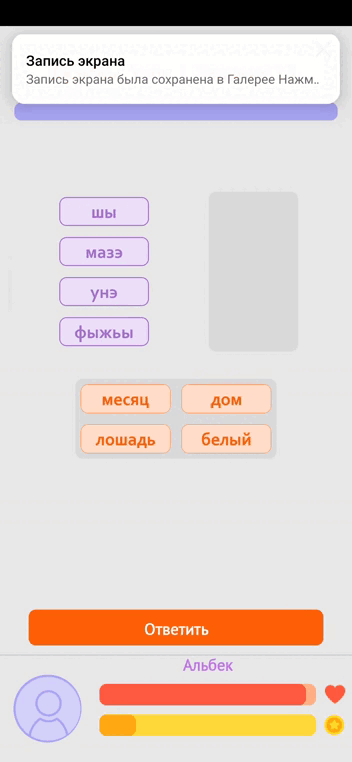 Запись экрана
Запись экрана была сохранена в Галерее Нажм..
шы
мазэ
унэ
фыжьы
месяц
дом
лошадь
белый
Ответить
Альбек